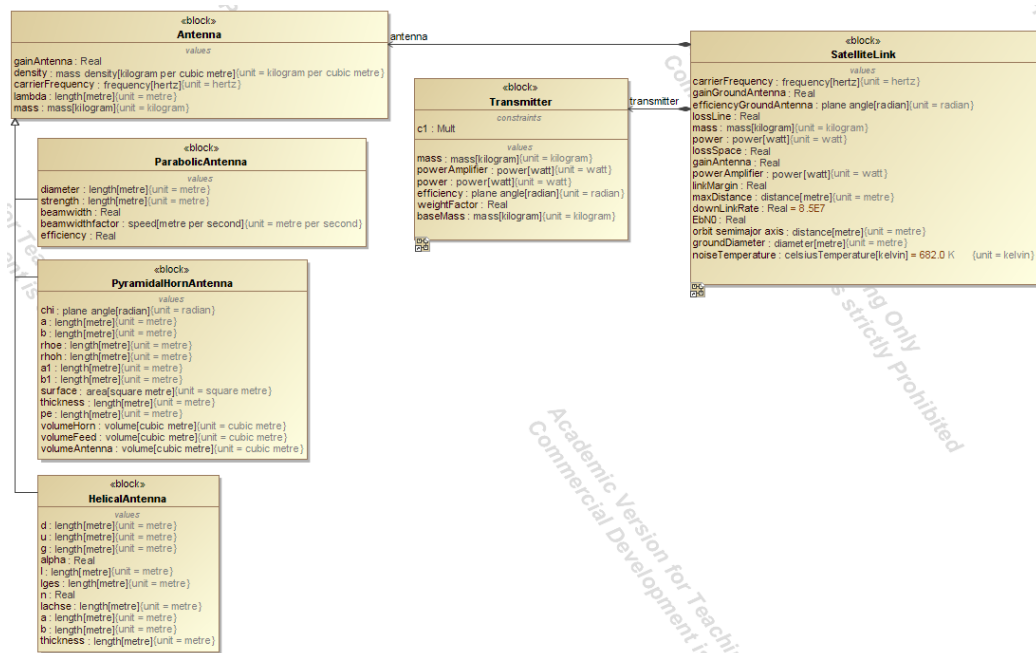 «block»
Antenna
values
gainAntenna : Real
density : mass density[kilogram per cubic metre]{unit = kilogram per cubic metre}
carrierFrequency : frequency[hertz]{unit = hertz}
lambda : length[metre]{unit = metre}
mass : mass[kilogram]{unit = kilogram}
antenna
«block»
SatelliteLink
values
carrierFrequency : frequency[hertz]{unit = hertz}
gainGroundAntenna : Real
efficiencyGroundAntenna : plane angle[radian]{unit = radian}
lossLine : Real
mass : mass[kilogram]{unit = kilogram}
power : power[watt]{unit = watt}
lossSpace : Real
gainAntenna : Real
powerAmplifier : power[watt]{unit = watt}
linkMargin : Real
maxDistance : distance[metre]{unit = metre}
downLinkRate : Real = 8.5E7
EbN0 : Real
orbit semimajor axis : distance[metre]{unit = metre}
groundDiameter : diameter[metre]{unit = metre}
noiseTemperature : celsiusTemperature[kelvin] = 682.0 K {unit = kelvin}
transmitter
«block»
Transmitter
constraints
c1 : Mult
values
mass : mass[kilogram]{unit = kilogram}
powerAmplifier : power[watt]{unit = watt}
power : power[watt]{unit = watt}
efficiency : plane angle[radian]{unit = radian}
weightFactor : Real
baseMass : mass[kilogram]{unit = kilogram}
«block»
ParabolicAntenna
values
diameter : length[metre]{unit = metre}
strength : length[metre]{unit = metre}
beamwidth : Real
beamwidthfactor : speed[metre per second]{unit = metre per second}
efficiency : Real
«block»
PyramidalHornAntenna
values
chi : plane angle[radian]{unit = radian}
a : length[metre]{unit = metre}
b : length[metre]{unit = metre}
rhoe : length[metre]{unit = metre}
rhoh : length[metre]{unit = metre}
a1 : length[metre]{unit = metre}
b1 : length[metre]{unit = metre}
surface : area[square metre]{unit = square metre}
thickness : length[metre]{unit = metre}
pe : length[metre]{unit = metre}
volumeHorn : volume[cubic metre]{unit = cubic metre}
volumeFeed : volume[cubic metre]{unit = cubic metre}
volumeAntenna : volume[cubic metre]{unit = cubic metre}
«block»
HelicalAntenna
values
d : length[metre]{unit = metre}
u : length[metre]{unit = metre}
g : length[metre]{unit = metre}
alpha : Real
l : length[metre]{unit = metre}
lges : length[metre]{unit = metre}
n : Real
lachse : length[metre]{unit = metre}
a : length[metre]{unit = metre}
b : length[metre]{unit = metre}
thickness : length[metre]{unit = metre}
Only
s strictly Prohibited
Academic Version for
Commercial Development